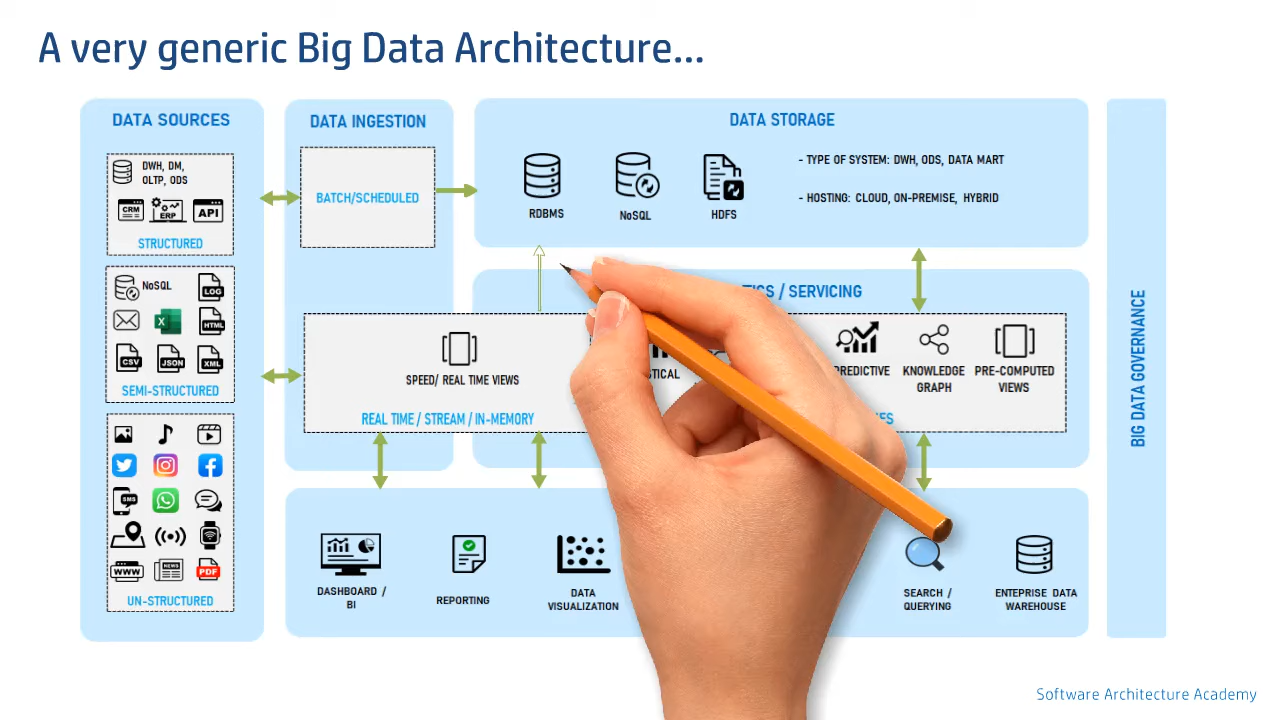 A very generic Big Data Architecture...
DATA SOURCES
DWH, DM,
OLTP, ODS
CRM
ERP
API
STRUCTURED
NoSQL
LOG
HTML
CSV
JSON
XML
SEMI-STRUCTURED
SMS
WWW
NEWS
PDF
UN-STRUCTURED
DATA INGESTION
BATCH/SCHEDULED
SPEED/ REAL TIME VIEWS
REAL TIME / STREAM / IN-MEMORY
DATA STORAGE
RDBMS
NoSQL
HDFS
- TYPE OF SYSTEM: DWH, ODS, DATA MART
- HOSTING: CLOUD, ON-PREMISE, HYBRID
/ SERVICING
PREDICTIVE
KNOWLEDGE
GRAPH
PRE-COMPUTED
VIEWS
DASHBOARD /
BI
REPORTING
DATA
VISUALIZATION
SEARCH /
QUERYING
ENTEPRISE DATA
WAREHOUSE
BIG DATA GOVERNANCE
Software Architecture Academy